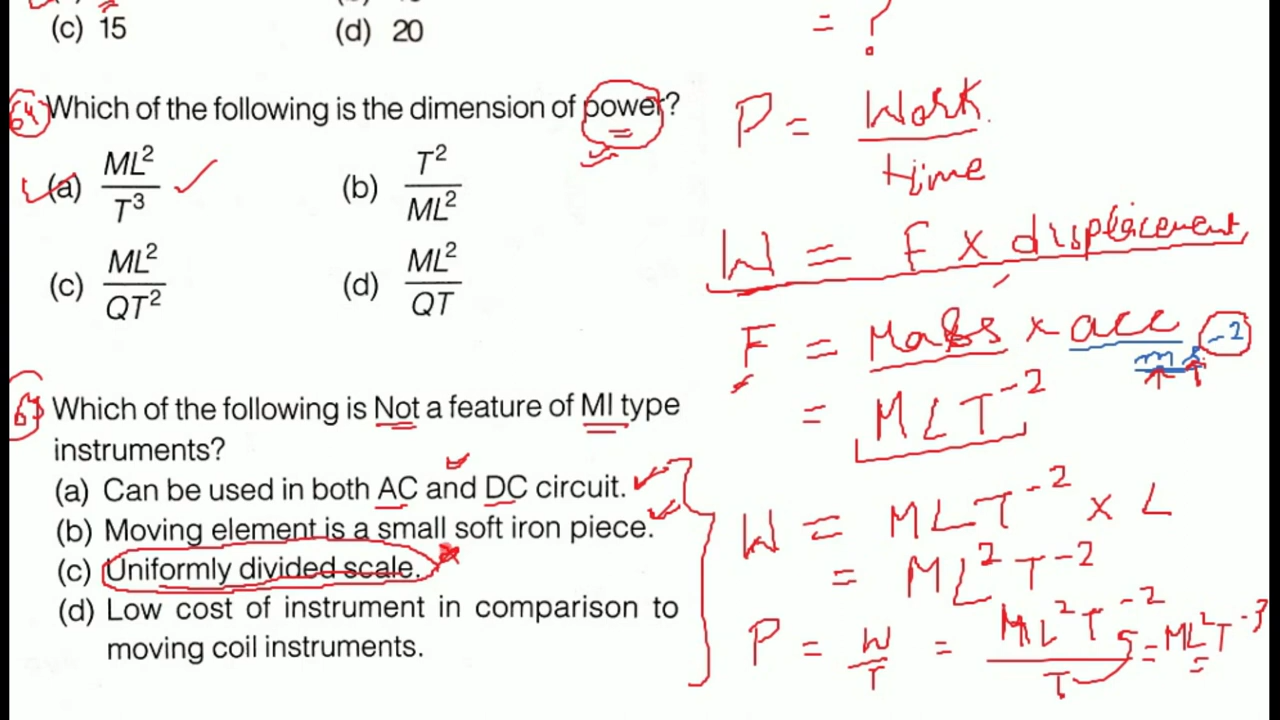 (c) 15 (d) 20
64 Which of the following is the dimension of power?
(a) ML²/T³ (b) T²/ML²
(c) ML²/QT² (d) ML²/QT
65 Which of the following is Not a feature of MI type
instruments?
(a) Can be used in both AC and DC circuit.
(b) Moving element is a small soft iron piece.
(c) Uniformly divided scale.
(d) Low cost of instrument in comparison to
moving coil instruments.
= ?
P = Work/time
W = F × displacement
F = Mass × acc
m s⁻²
= MLT⁻²
W = MLT⁻² × L
= ML²T⁻²
P = W/T = ML²T⁻²/T = ML²T⁻³